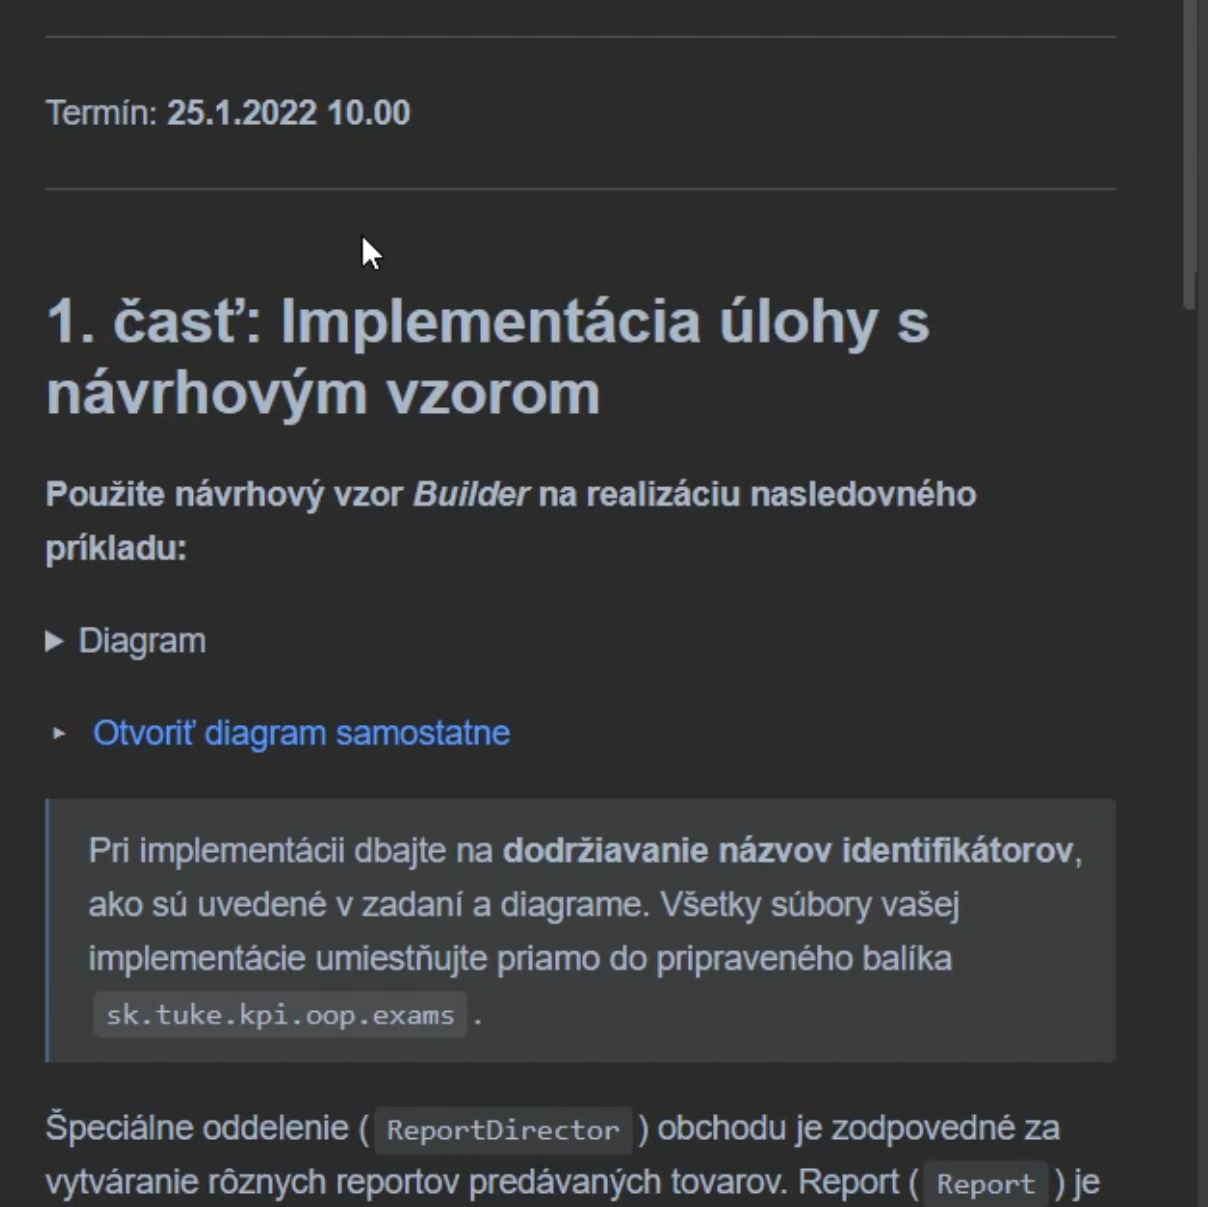 Termín: 25.1.2022 10.00
1. časť: Implementácia úlohy s
návrhovým vzorom
Použite návrhový vzor Builder na realizáciu nasledovného
príkladu:
Diagram
Otvoriť diagram samostatne
Pri implementácii dbajte na dodržiavanie názvov identifikátorov,
ako sú uvedené v zadaní a diagrame. Všetky súbory vašej
implementácie umiestňujte priamo do pripraveného balíka
sk.tuke.kpi.oop.exams .
Špeciálne oddelenie ( ReportDirector ) obchodu je zodpovedné za
vytváranie rôznych reportov predávaných tovarov. Report ( Report ) je